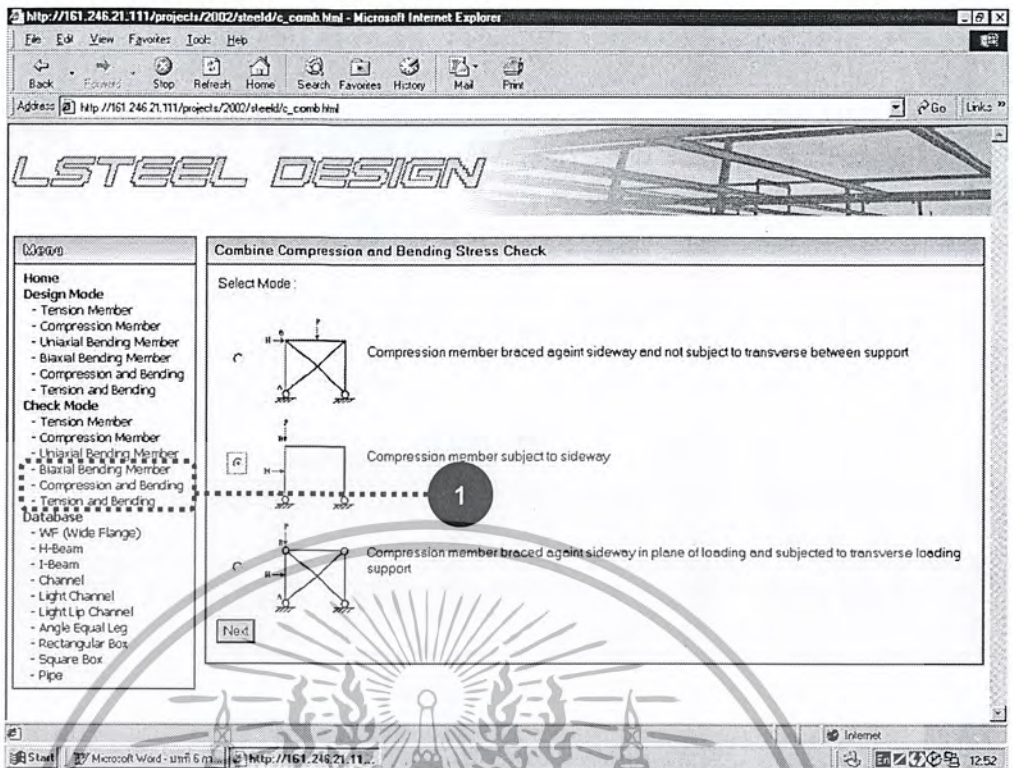 http://161.246.21.111/projects/2002/steeld/c_comb.html - Microsoft Internet Explorer
File Edit View Favorites Tools Help
Back Forward Stop Refresh Home Search Favorites History Mail Print
Address http://161.246.21.111/projects/2002/steeld/c_comb.html Go Links »
LSTEEL DESIGN
Menu
Home
Design Mode
- Tension Member
- Compression Member
- Uniaxial Bending Member
- Biaxial Bending Member
- Compression and Bending
- Tension and Bending
Check Mode
- Tension Member
- Compression Member
- Uniaxial Bending Member
- Biaxial Bending Member
- Compression and Bending
- Tension and Bending
Database
- WF (Wide Flange)
- H-Beam
- I-Beam
- Channel
- Light Channel
- Light Lip Channel
- Angle Equal Leg
- Rectangular Box
- Square Box
- Pipe
Combine Compression and Bending Stress Check
Select Mode :
P
B
H
A
Compression member braced againt sideway and not subject to transverse between support
P
B
H
Compression member subject to sideway
1
P
B
H
A
Compression member braced againt sideway in plane of loading and subjected to transverse loading
support
Next
Internet
Start Microsoft Word - บทที่ 6 http://161.246.21.11... En 12:52